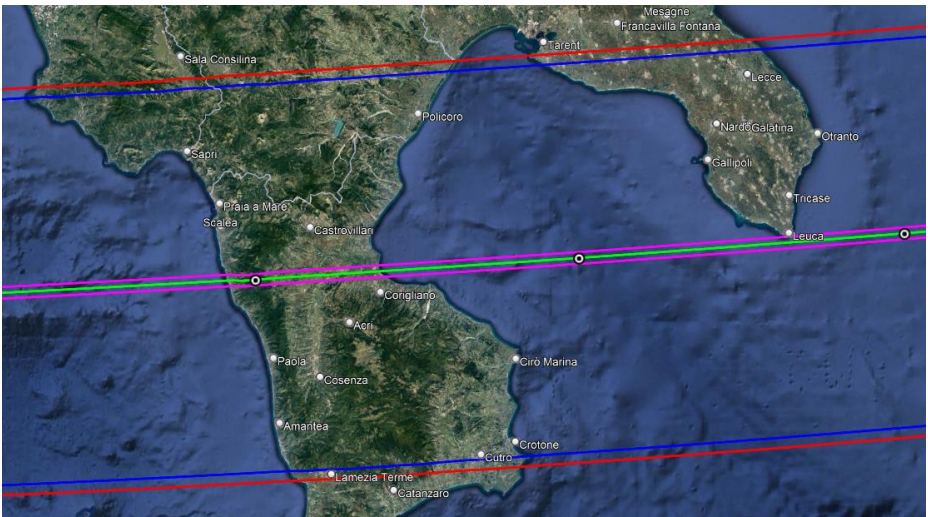 Mesagne
Francavilla Fontana
Tarent
Sala Consilina
Lecce
Policoro
Nardò
Galatina
Otranto
Sapri
Gallipoli
Tricase
Praia a Mare
Scalea
Castrovillari
Leuca
Corigliano
Acri
Paola
Cirò Marina
Cosenza
Amantea
Crotone
Cutro
Lamezia Terme
Catanzaro